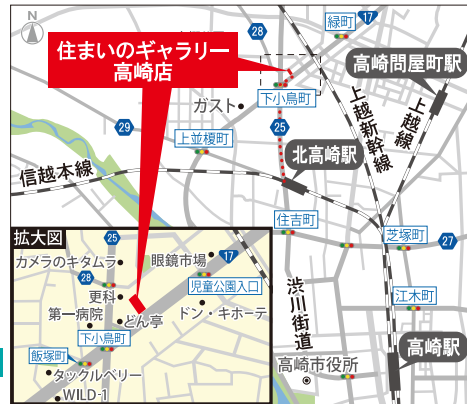 N
28
緑町
17
住まいのギャラリー
高崎店
高崎問屋町駅
ガスト
下小鳥町
上越新幹線
上越線
29
上並榎町
25
北高崎駅
信越本線
住吉町
芝塚町
27
渋川街道
江木町
高崎駅
高崎市役所
拡大図
25
カメラのキタムラ
眼鏡市場
17
28
児童公園入口
更科
第一病院
どん亭
ドン・キホーテ
下小鳥町
飯塚町
タックルベリー
WILD-1